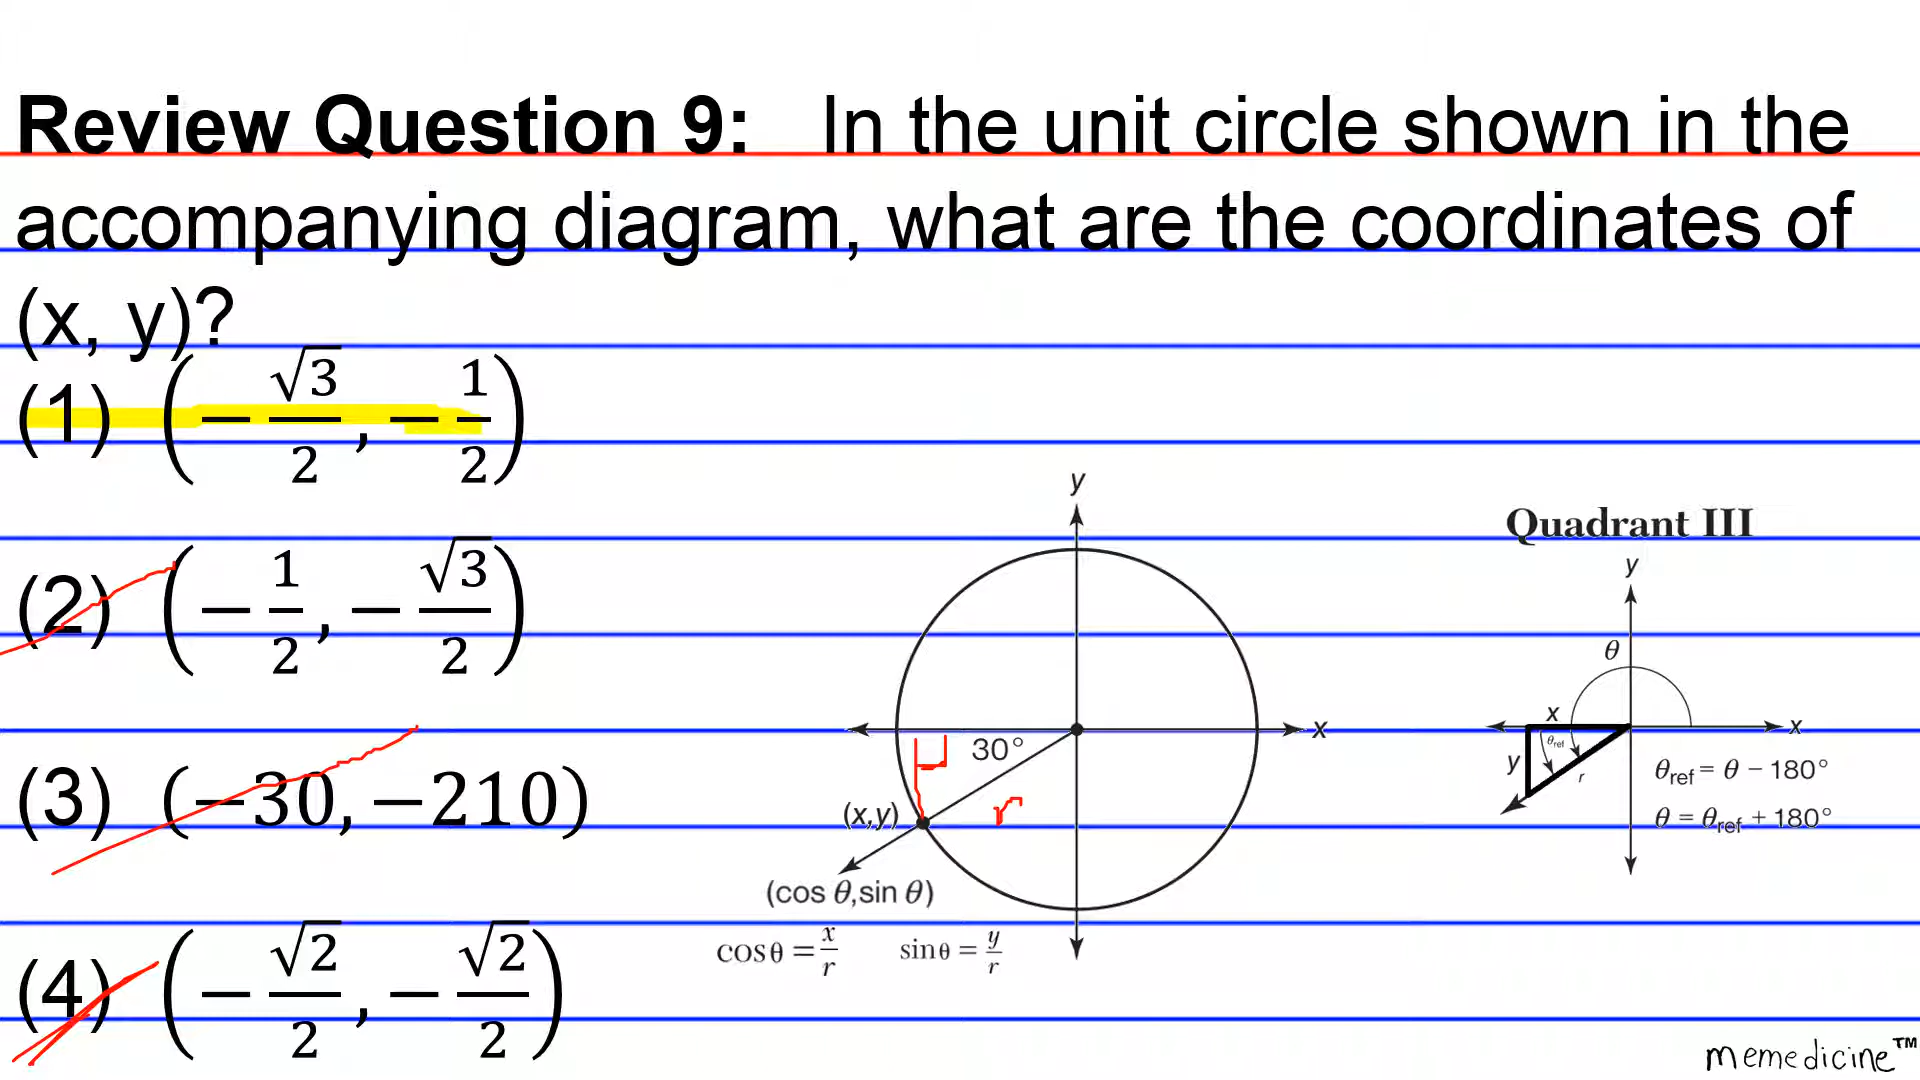 Review Question 9: In the unit circle shown in the
accompanying diagram, what are the coordinates of
(x, y)?
(1) (−√3/2, −1/2)
(2) (−1/2, −√3/2)
(3) (−30, −210)
(4) (−√2/2, −√2/2)
y
x
30°
r
(x,y)
(cos θ,sin θ)
cosθ = x/r sinθ = y/r
Quadrant III
y
θ
x
x
θref
y
r
θref = θ − 180°
θ = θref + 180°
memedicine™